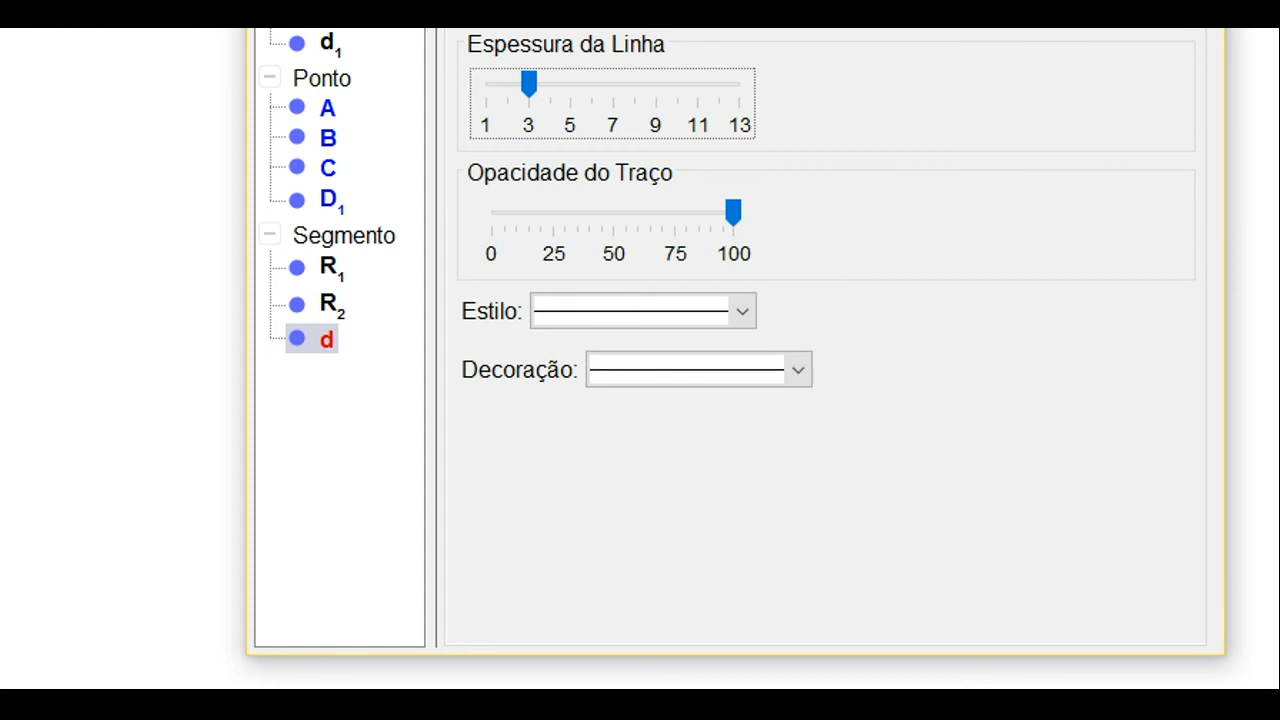 d1
Ponto
A
B
C
D1
Segmento
R1
R2
d
Espessura da Linha
1 3 5 7 9 11 13
Opacidade do Traço
0 25 50 75 100
Estilo:
Decoração: